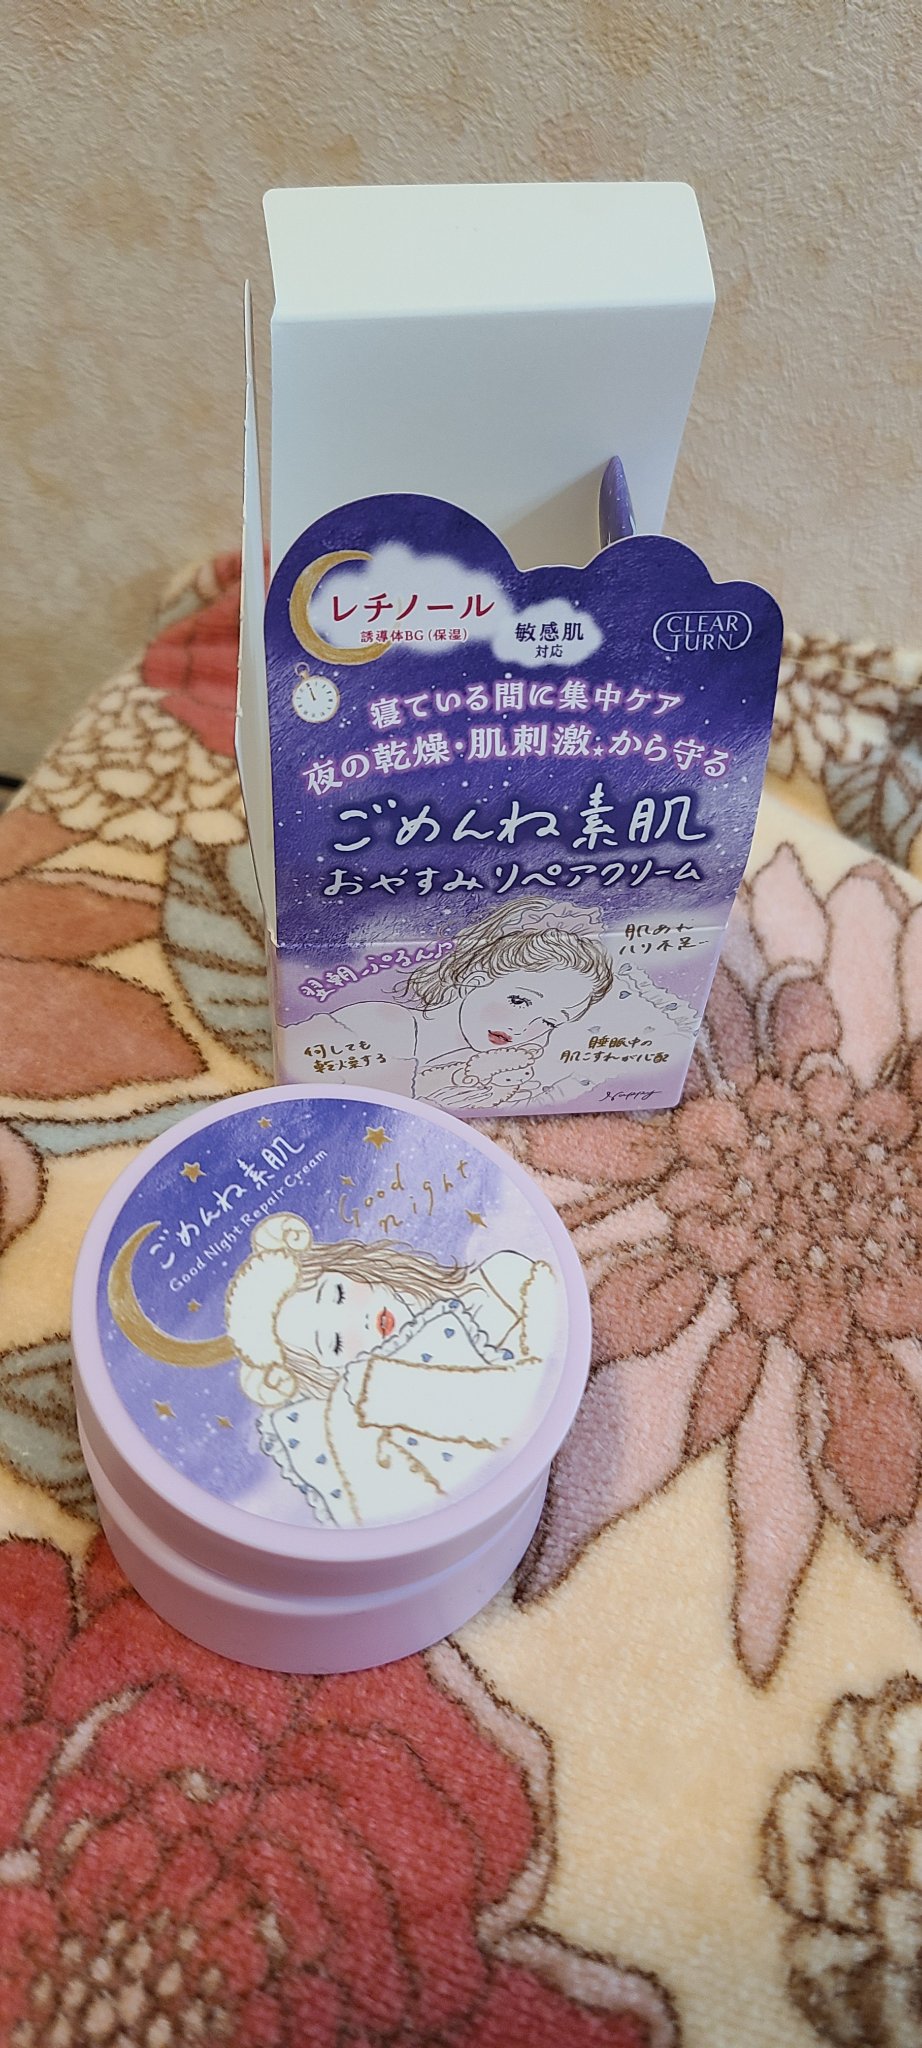 レチノール
誘導体BG(保湿)
敏感肌
対応
CLEAR
TURN
寝ている間に集中ケア
夜の乾燥・肌刺激★から守る
ごめんね素肌
おやすみリペアクリーム
翌朝ぷるん♪
肌あれ
ハリ不足…
何しても
乾燥する
睡眠中の
肌こすれが心配
ごめんね素肌
Good Night Repair Cream
Good
night